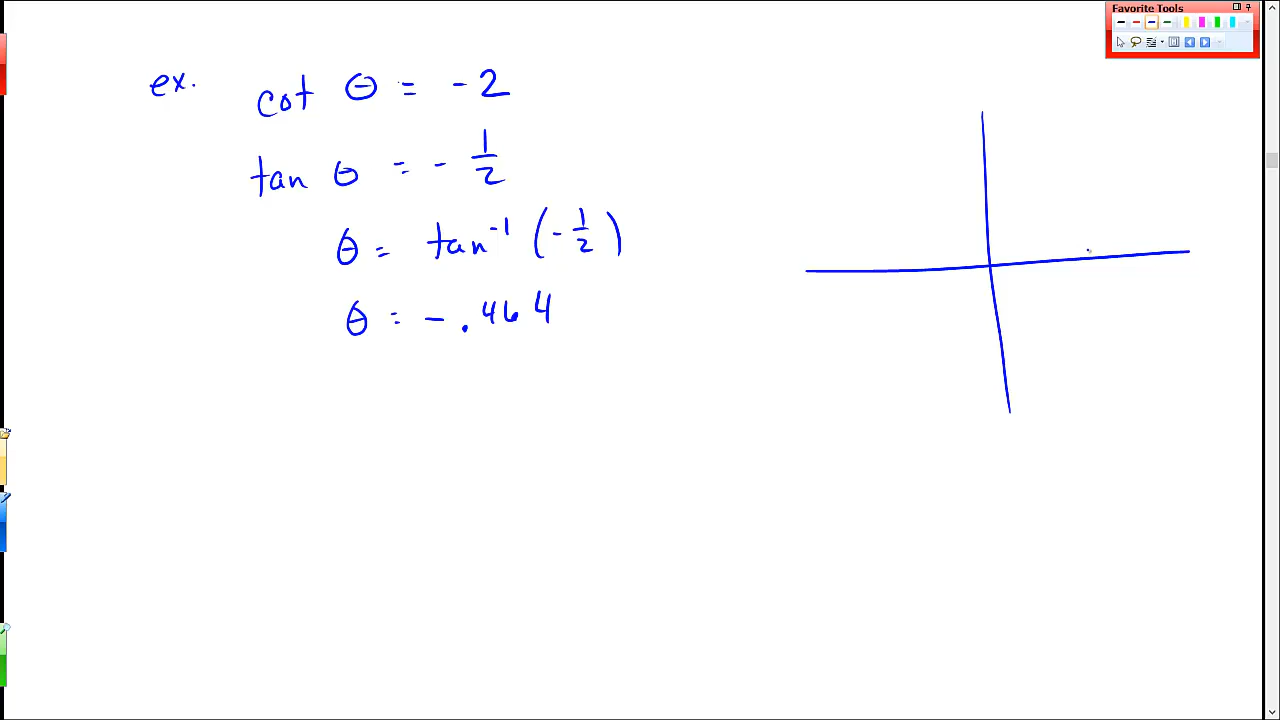 Favorite Tools
ex. cot θ = -2
tan θ = - 1/2
θ = tan⁻¹ (- 1/2)
θ = - .464